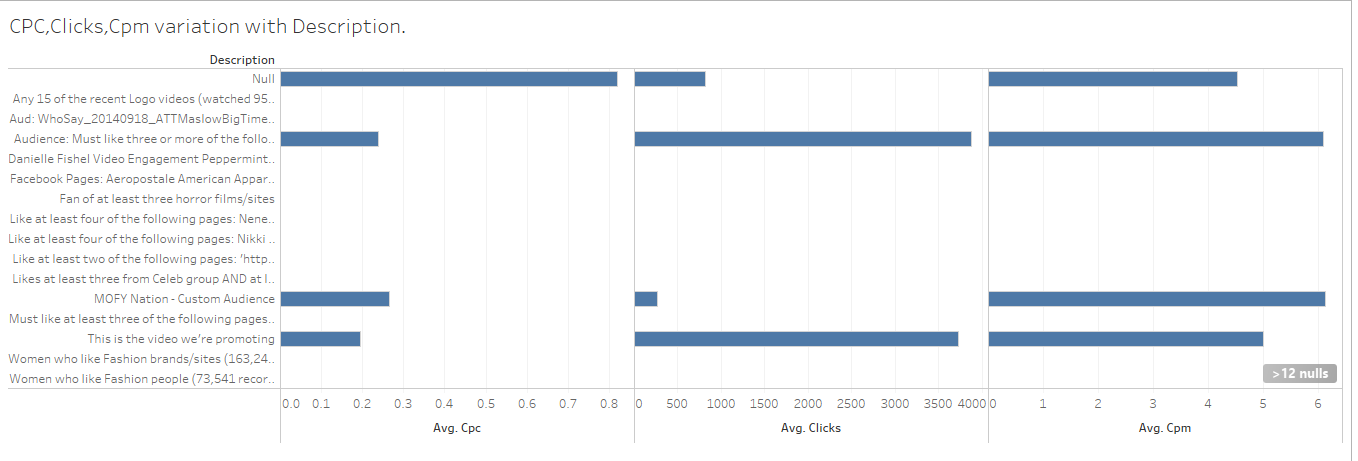 CPC,Clicks,Cpm variation with Description.
Description
Null
Any 15 of the recent Logo videos (watched 95..
Aud: WhoSay_20140918_ATTMaslowBigTime..
Audience: Must like three or more of the follo..
Danielle Fishel Video Engagement Peppermint..
Facebook Pages: Aeropostale American Appar..
Fan of at least three horror films/sites
Like at least four of the following pages: Nene..
Like at least four of the following pages: Nikki ..
Like at least two of the following pages: ‘http..
Likes at least three from Celeb group AND at l..
MOFY Nation - Custom Audience
Must like at least three of the following pages..
This is the video we’re promoting
Women who like Fashion brands/sites (163,24..
Women who like Fashion people (73,541 recor..
>12 nulls
0.0 0.1 0.2 0.3 0.4 0.5 0.6 0.7 0.8
Avg. Cpc
0 500 1000 1500 2000 2500 3000 3500 4000
Avg. Clicks
0 1 2 3 4 5 6
Avg. Cpm